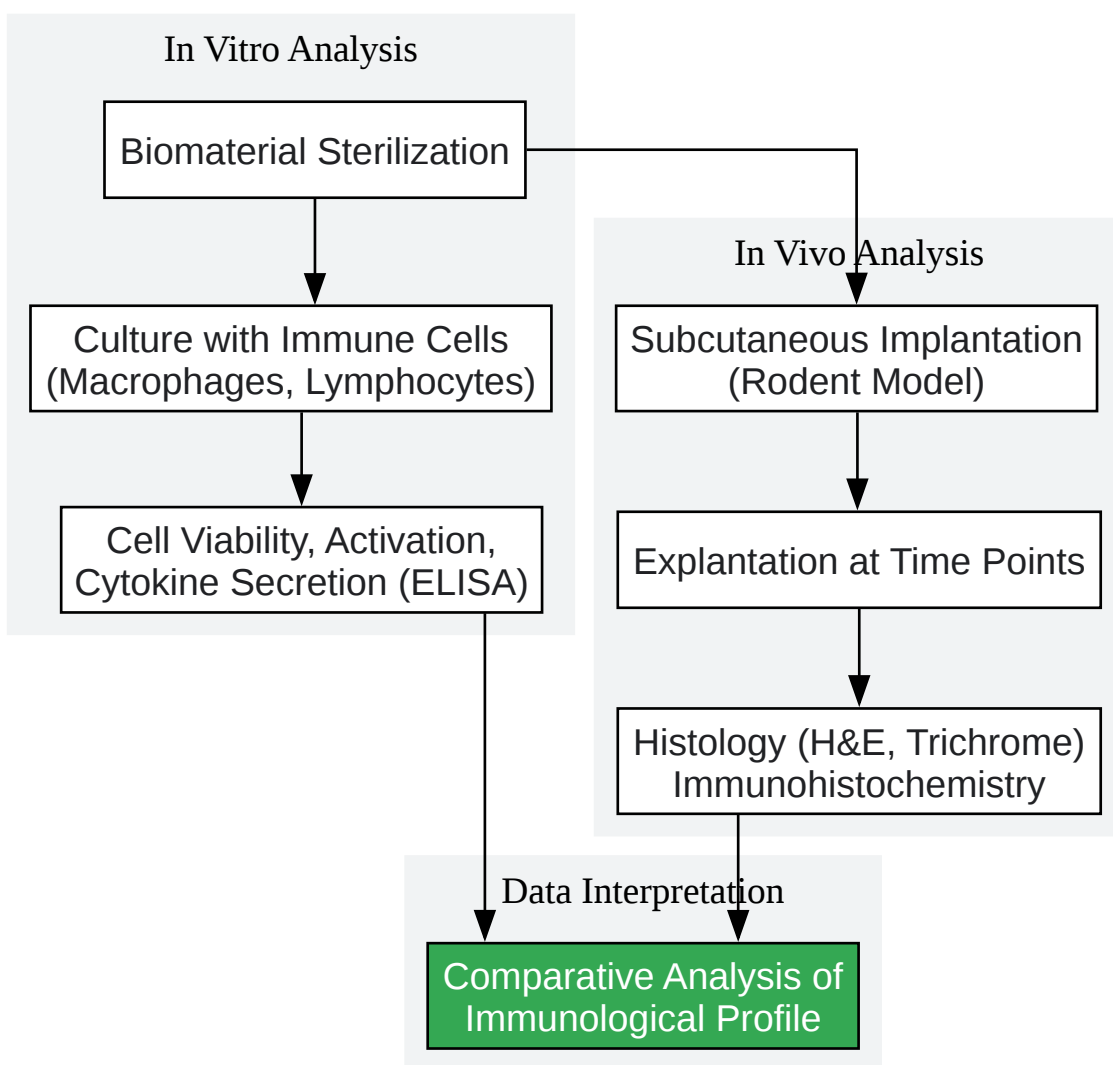 In Vitro Analysis
Biomaterial Sterilization
Culture with Immune Cells
(Macrophages, Lymphocytes)
Cell Viability, Activation,
Cytokine Secretion (ELISA)
In Vivo Analysis
Subcutaneous Implantation
(Rodent Model)
Explantation at Time Points
Histology (H&E, Trichrome)
Immunohistochemistry
Data Interpretation
Comparative Analysis of
Immunological Profile